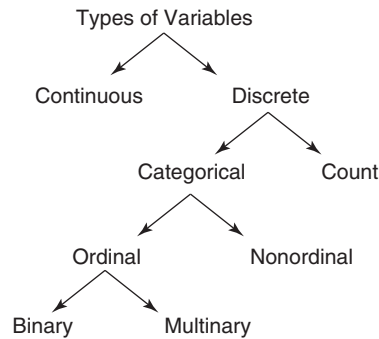 Types of Variables
Continuous Discrete
Categorical Count
Ordinal Nonordinal
Binary Multinary